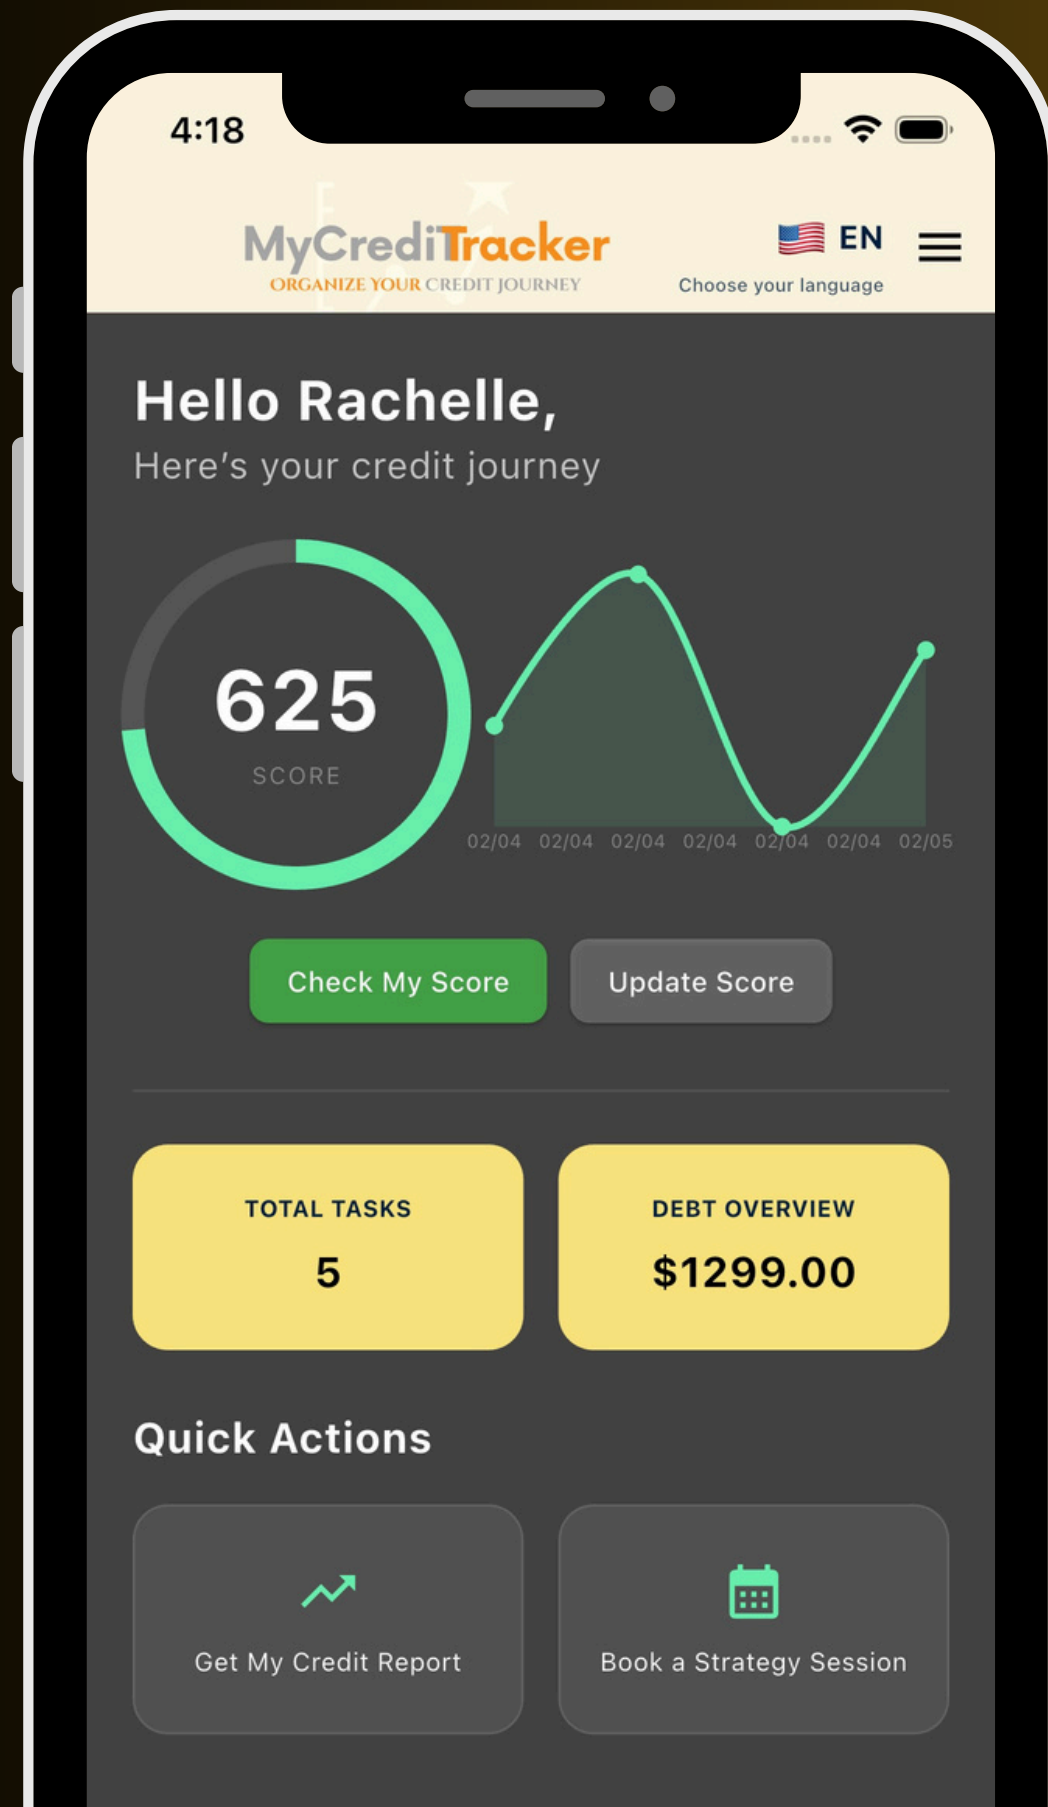 4:18
MyCrediTracker
ORGANIZE YOUR CREDIT JOURNEY
🇺🇸 EN
Choose your language
Hello Rachelle,
Here's your credit journey
625
SCORE
02/04 02/04 02/04 02/04 02/04 02/04 02/05
Check My Score
Update Score
TOTAL TASKS
5
DEBT OVERVIEW
$1299.00
Quick Actions
Get My Credit Report
Book a Strategy Session